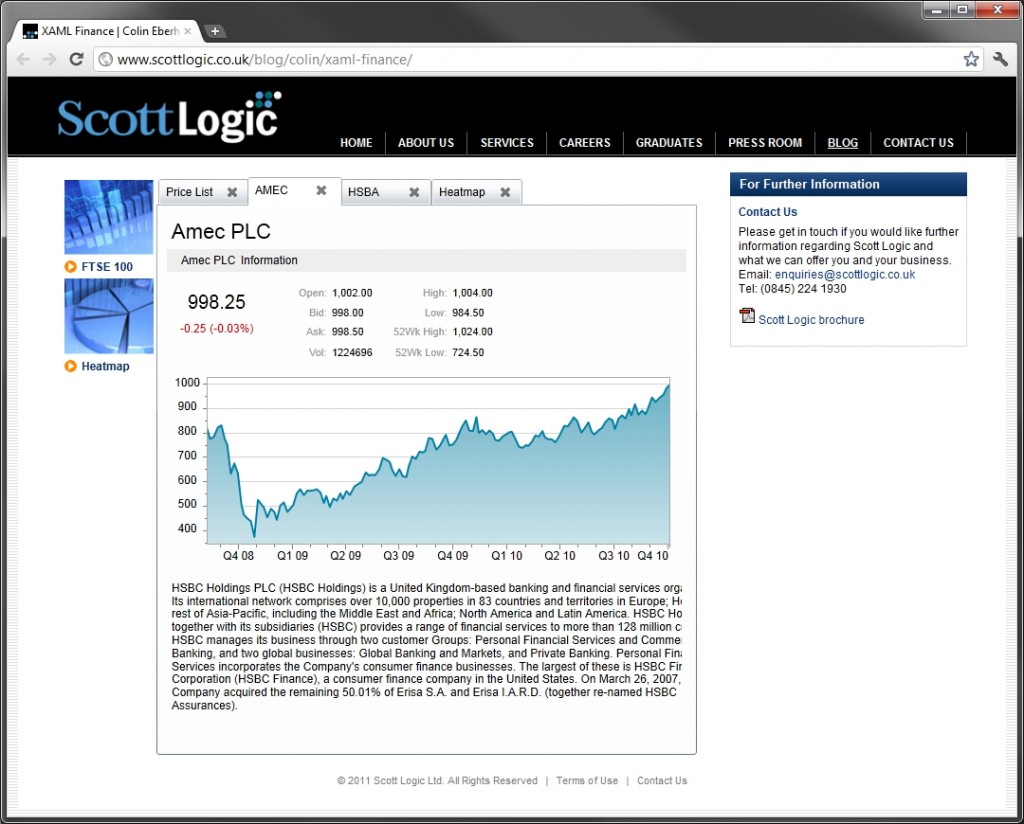 XAML Finance | Colin Eberh
www.scottlogic.co.uk/blog/colin/xaml-finance/
Scott Logic
HOME ABOUT US SERVICES CAREERS GRADUATES PRESS ROOM BLOG CONTACT US
Price List AMEC HSBA Heatmap
FTSE 100
Heatmap
Amec PLC
Amec PLC Information
998.25
-0.25 (-0.03%)
Open: 1,002.00 High: 1,004.00
Bid: 998.00 Low: 984.50
Ask: 998.50 52Wk High: 1,024.00
Vol: 1224696 52Wk Low: 724.50
1000
900
800
700
600
500
400
Q4 08 Q1 09 Q2 09 Q3 09 Q4 09 Q1 10 Q2 10 Q3 10 Q4 10
HSBC Holdings PLC (HSBC Holdings) is a United Kingdom-based banking and financial services orga
Its international network comprises over 10,000 properties in 83 countries and territories in Europe; H
rest of Asia-Pacific, including the Middle East and Africa; North America and Latin America. HSBC Ho
together with its subsidiaries (HSBC) provides a range of financial services to more than 128 million c
HSBC manages its business through two customer Groups: Personal Financial Services and Commer
Banking, and two global businesses: Global Banking and Markets, and Private Banking. Personal Fina
Services incorporates the Company's consumer finance businesses. The largest of these is HSBC Fin
Corporation (HSBC Finance), a consumer finance company in the United States. On March 26, 2007,
Company acquired the remaining 50.01% of Erisa S.A. and Erisa I.A.R.D. (together re-named HSBC
Assurances).
For Further Information
Contact Us
Please get in touch if you would like further
information regarding Scott Logic and
what we can offer you and your business.
Email: enquiries@scottlogic.co.uk
Tel: (0845) 224 1930
Scott Logic brochure
© 2011 Scott Logic Ltd. All Rights Reserved | Terms of Use | Contact Us